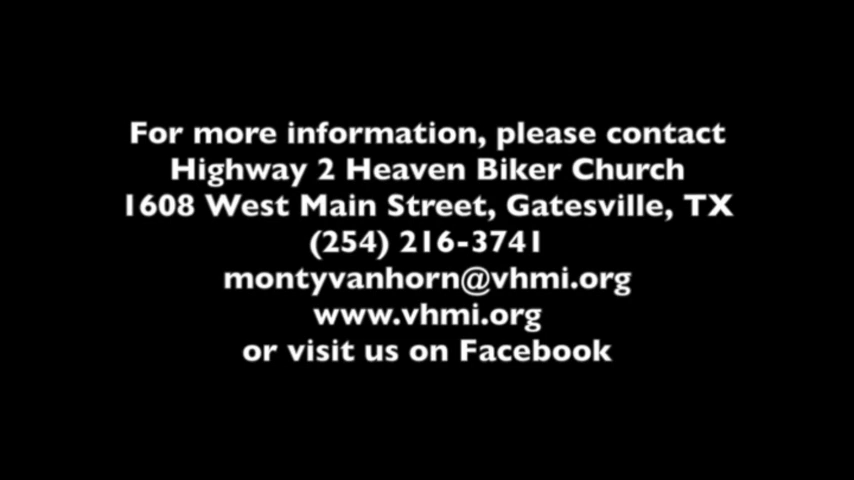 For more information, please contact
Highway 2 Heaven Biker Church
1608 West Main Street, Gatesville, TX
(254) 216-3741
montyvanhorn@vhmi.org
www.vhmi.org
or visit us on Facebook